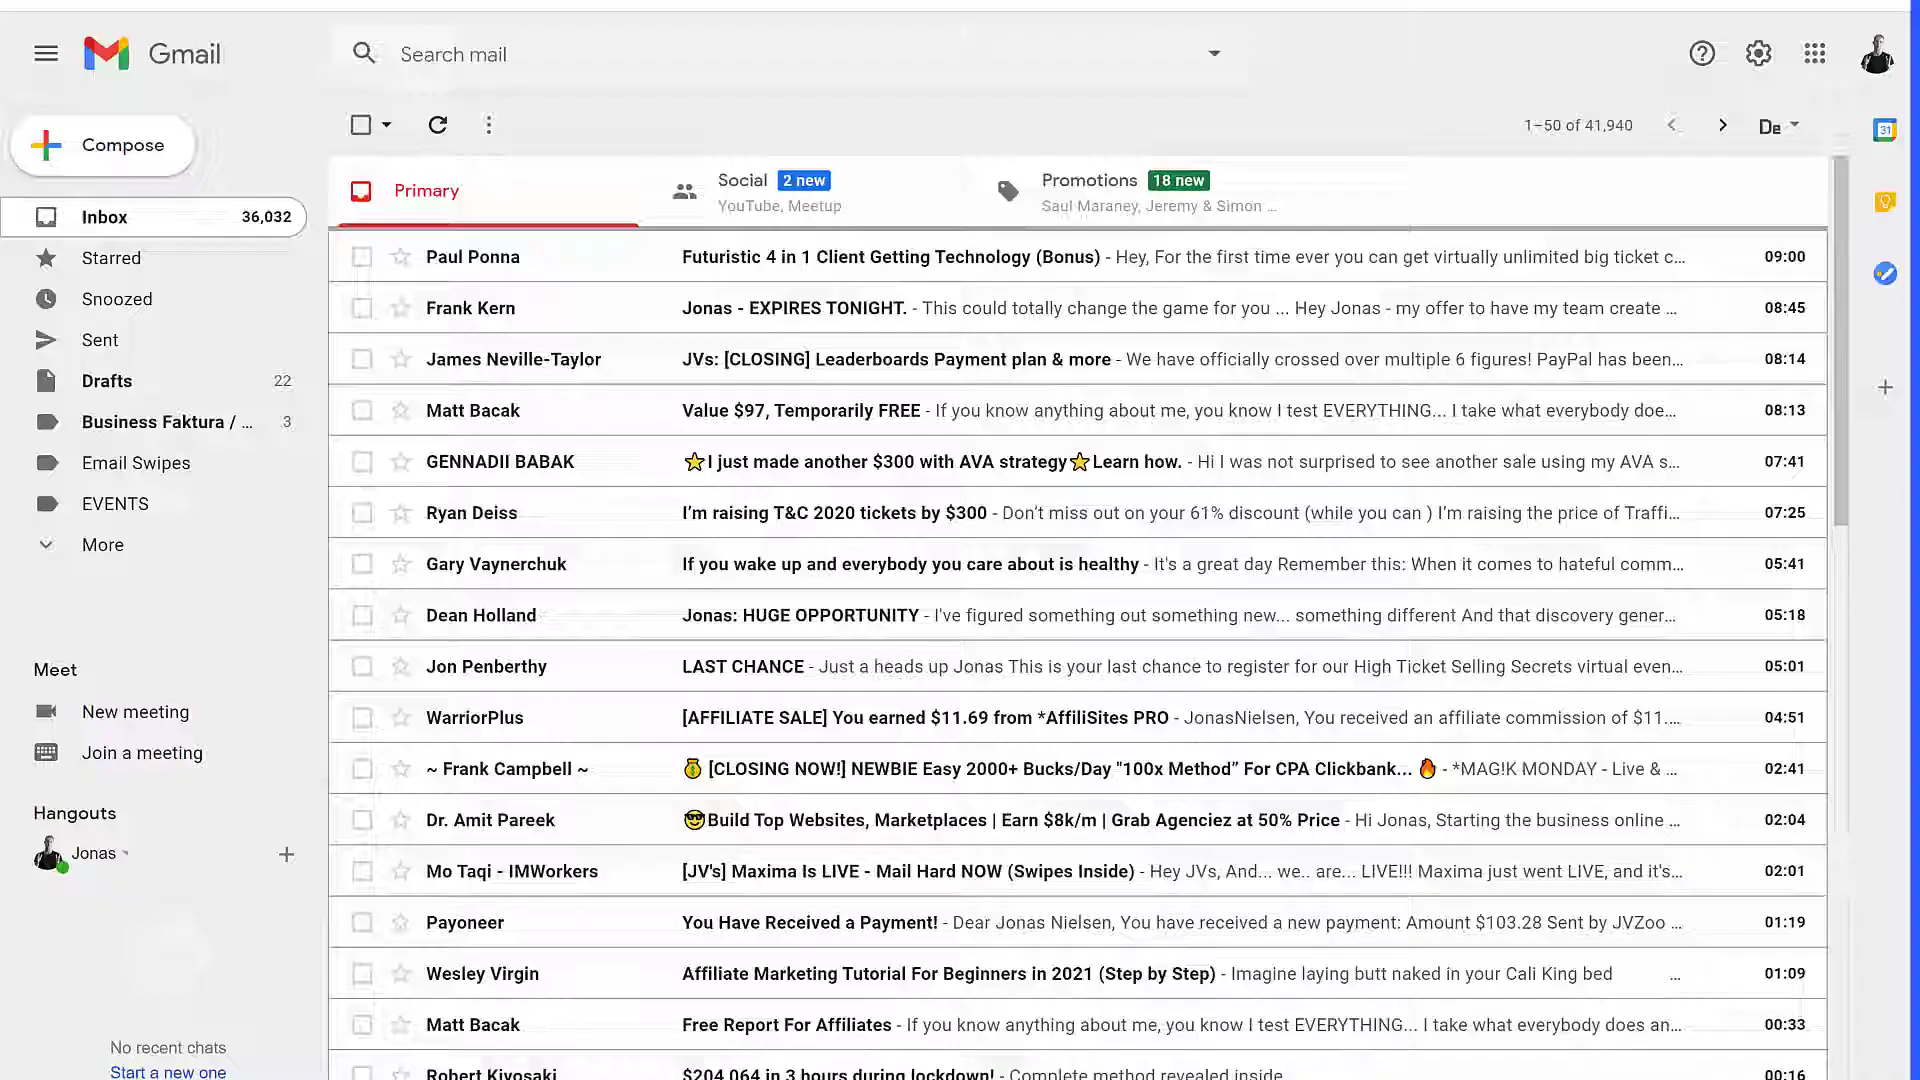 Gmail
Search mail
Compose
1–50 of 41,940
De
31
Primary
Social 2 new
YouTube, Meetup
Promotions 18 new
Saul Maraney, Jeremy & Simon ...
Inbox 36,032
Starred
Snoozed
Sent
Drafts 22
Business Faktura / ... 3
Email Swipes
EVENTS
More
Meet
New meeting
Join a meeting
Hangouts
Jonas
No recent chats
Start a new one
Paul Ponna Futuristic 4 in 1 Client Getting Technology (Bonus) - Hey, For the first time ever you can get virtually unlimited big ticket c... 09:00
Frank Kern Jonas - EXPIRES TONIGHT. - This could totally change the game for you ... Hey Jonas - my offer to have my team create ... 08:45
James Neville-Taylor JVs: [CLOSING] Leaderboards Payment plan & more - We have officially crossed over multiple 6 figures! PayPal has been... 08:14
Matt Bacak Value $97, Temporarily FREE - If you know anything about me, you know I test EVERYTHING... I take what everybody doe... 08:13
GENNADII BABAK ⭐I just made another $300 with AVA strategy⭐Learn how. - Hi I was not surprised to see another sale using my AVA s... 07:41
Ryan Deiss I’m raising T&C 2020 tickets by $300 - Don’t miss out on your 61% discount (while you can ) I’m raising the price of Traffi... 07:25
Gary Vaynerchuk If you wake up and everybody you care about is healthy - It's a great day Remember this: When it comes to hateful comm... 05:41
Dean Holland Jonas: HUGE OPPORTUNITY - I've figured something out something new... something different And that discovery gener... 05:18
Jon Penberthy LAST CHANCE - Just a heads up Jonas This is your last chance to register for our High Ticket Selling Secrets virtual even... 05:01
WarriorPlus [AFFILIATE SALE] You earned $11.69 from *AffiliSites PRO - JonasNielsen, You received an affiliate commission of $11.... 04:51
~ Frank Campbell ~ 💰 [CLOSING NOW!] NEWBIE Easy 2000+ Bucks/Day "100x Method” For CPA Clickbank... 🔥 - *MAG!K MONDAY - Live & ... 02:41
Dr. Amit Pareek 😎Build Top Websites, Marketplaces | Earn $8k/m | Grab Agenciez at 50% Price - Hi Jonas, Starting the business online ... 02:04
Mo Taqi - IMWorkers [JV's] Maxima Is LIVE - Mail Hard NOW (Swipes Inside) - Hey JVs, And... we.. are... LIVE!!! Maxima just went LIVE, and it's... 02:01
Payoneer You Have Received a Payment! - Dear Jonas Nielsen, You have received a new payment: Amount $103.28 Sent by JVZoo ... 01:19
Wesley Virgin Affiliate Marketing Tutorial For Beginners in 2021 (Step by Step) - Imagine laying butt naked in your Cali King bed ... 01:09
Matt Bacak Free Report For Affiliates - If you know anything about me, you know I test EVERYTHING... I take what everybody does an... 00:33
Robert Kiyosaki $204,064 in 3 hours during lockdown! - Complete method revealed inside 00:16